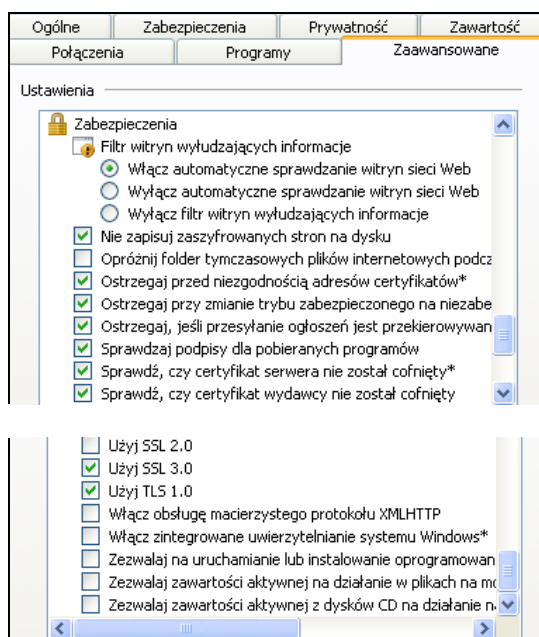 Ogólne Zabezpieczenia Prywatność Zawartość
Połączenia Programy Zaawansowane
Ustawienia
Zabezpieczenia
Filtr witryn wyłudzających informacje
Włącz automatyczne sprawdzanie witryn sieci Web
Wyłącz automatyczne sprawdzanie witryn sieci Web
Wyłącz filtr witryn wyłudzających informacje
Nie zapisuj zaszyfrowanych stron na dysku
Opróżnij folder tymczasowych plików internetowych podcz
Ostrzegaj przed niezgodnością adresów certyfikatów*
Ostrzegaj przy zmianie trybu zabezpieczonego na niezabe
Ostrzegaj, jeśli przesyłanie ogłoszeń jest przekierowywan
Sprawdzaj podpisy dla pobieranych programów
Sprawdź, czy certyfikat serwera nie został cofnięty*
Sprawdź, czy certyfikat wydawcy nie został cofnięty
Użyj SSL 2.0
Użyj SSL 3.0
Użyj TLS 1.0
Włącz obsługę macierzystego protokołu XMLHTTP
Włącz zintegrowane uwierzytelnianie systemu Windows*
Zezwalaj na uruchamianie lub instalowanie oprogramowan
Zezwalaj zawartości aktywnej na działanie w plikach na mo
Zezwalaj zawartości aktywnej z dysków CD na działanie n